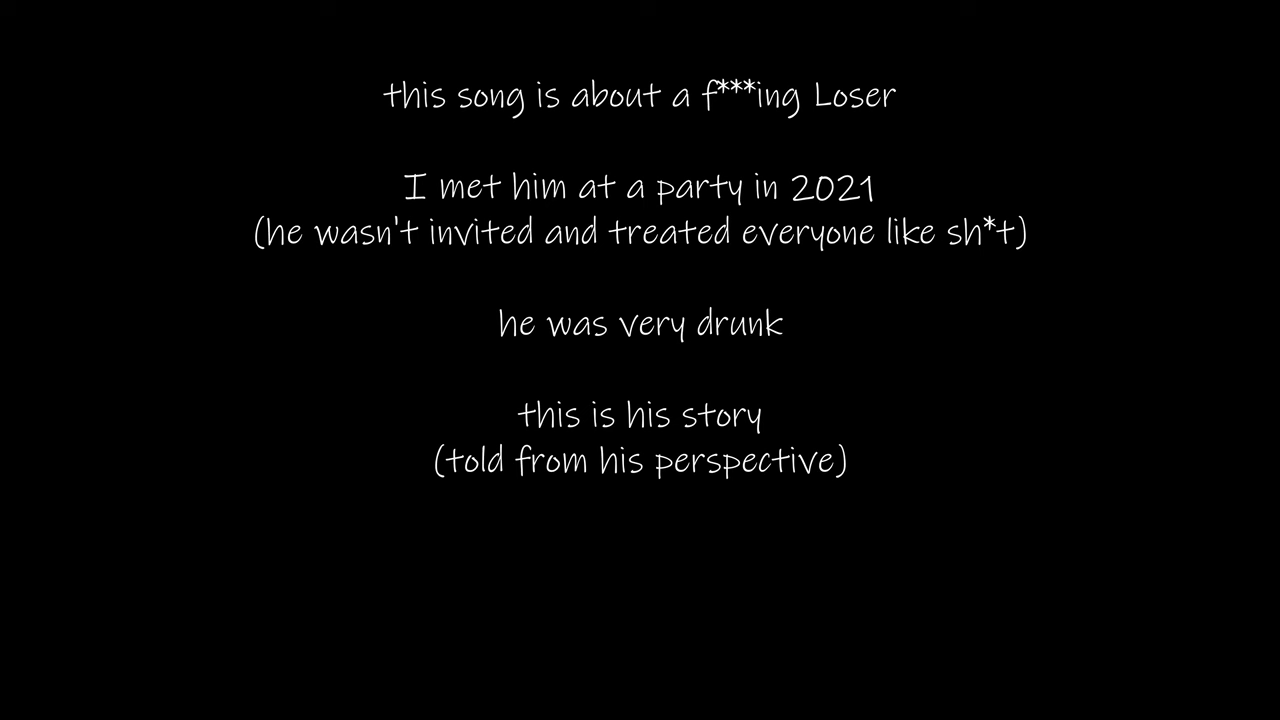 this song is about a f***ing Loser
I met him at a party in 2021
(he wasn't invited and treated everyone like sh*t)
he was very drunk
this is his story
(told from his perspective)